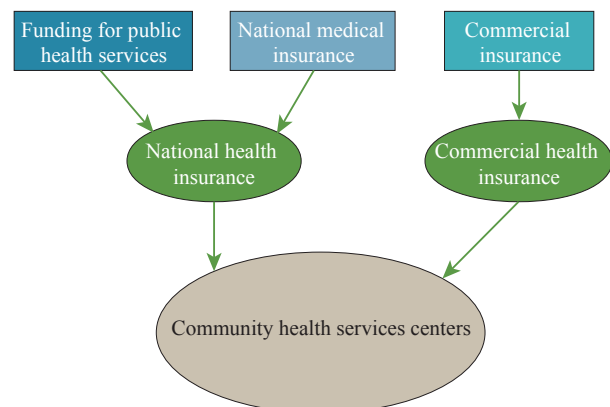 Funding for public
health services
National medical
insurance
Commercial
insurance
National health
insurance
Commercial health
insurance
Community health services centers